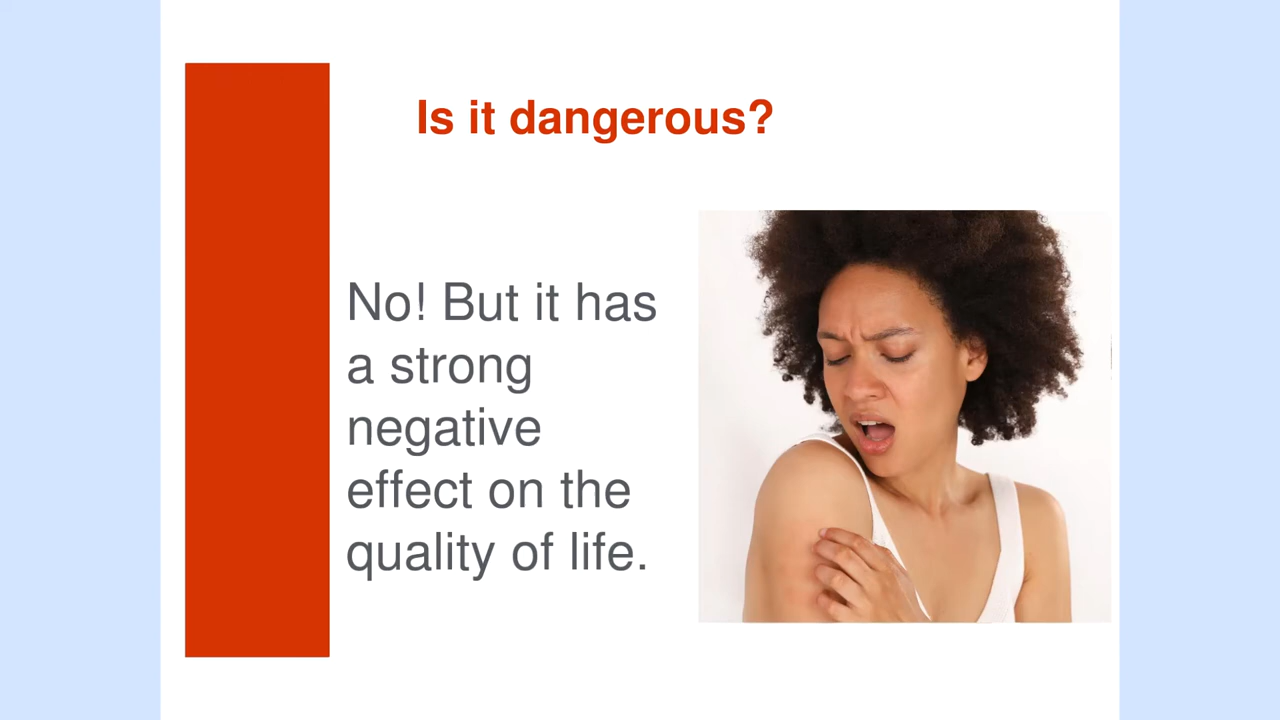 Is it dangerous?
No! But it has
a strong
negative
effect on the
quality of life.